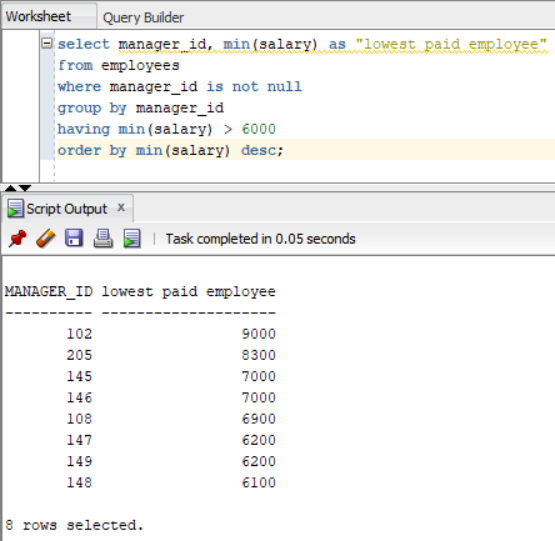 Worksheet Query Builder
select manager_id, min(salary) as "lowest paid employee"
from employees
where manager_id is not null
group by manager_id
having min(salary) > 6000
order by min(salary) desc;
Script Output x
Task completed in 0.05 seconds
MANAGER_ID lowest paid employee
---------- --------------------
102 9000
205 8300
145 7000
146 7000
108 6900
147 6200
149 6200
148 6100
8 rows selected.